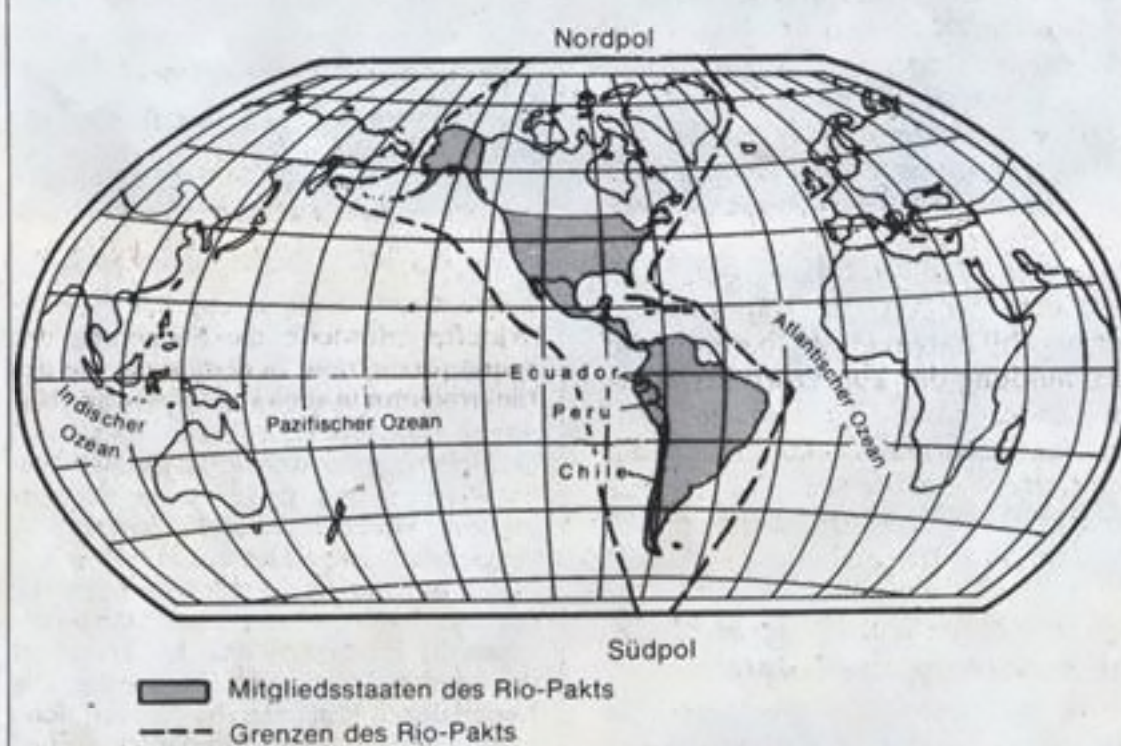 Nordpol
Atlantischer Ozean
Ecuador
Indischer
Ozean
Pazifischer Ozean
Peru
Chile
Südpol
Mitgliedsstaaten des Rio-Pakts
Grenzen des Rio-Pakts